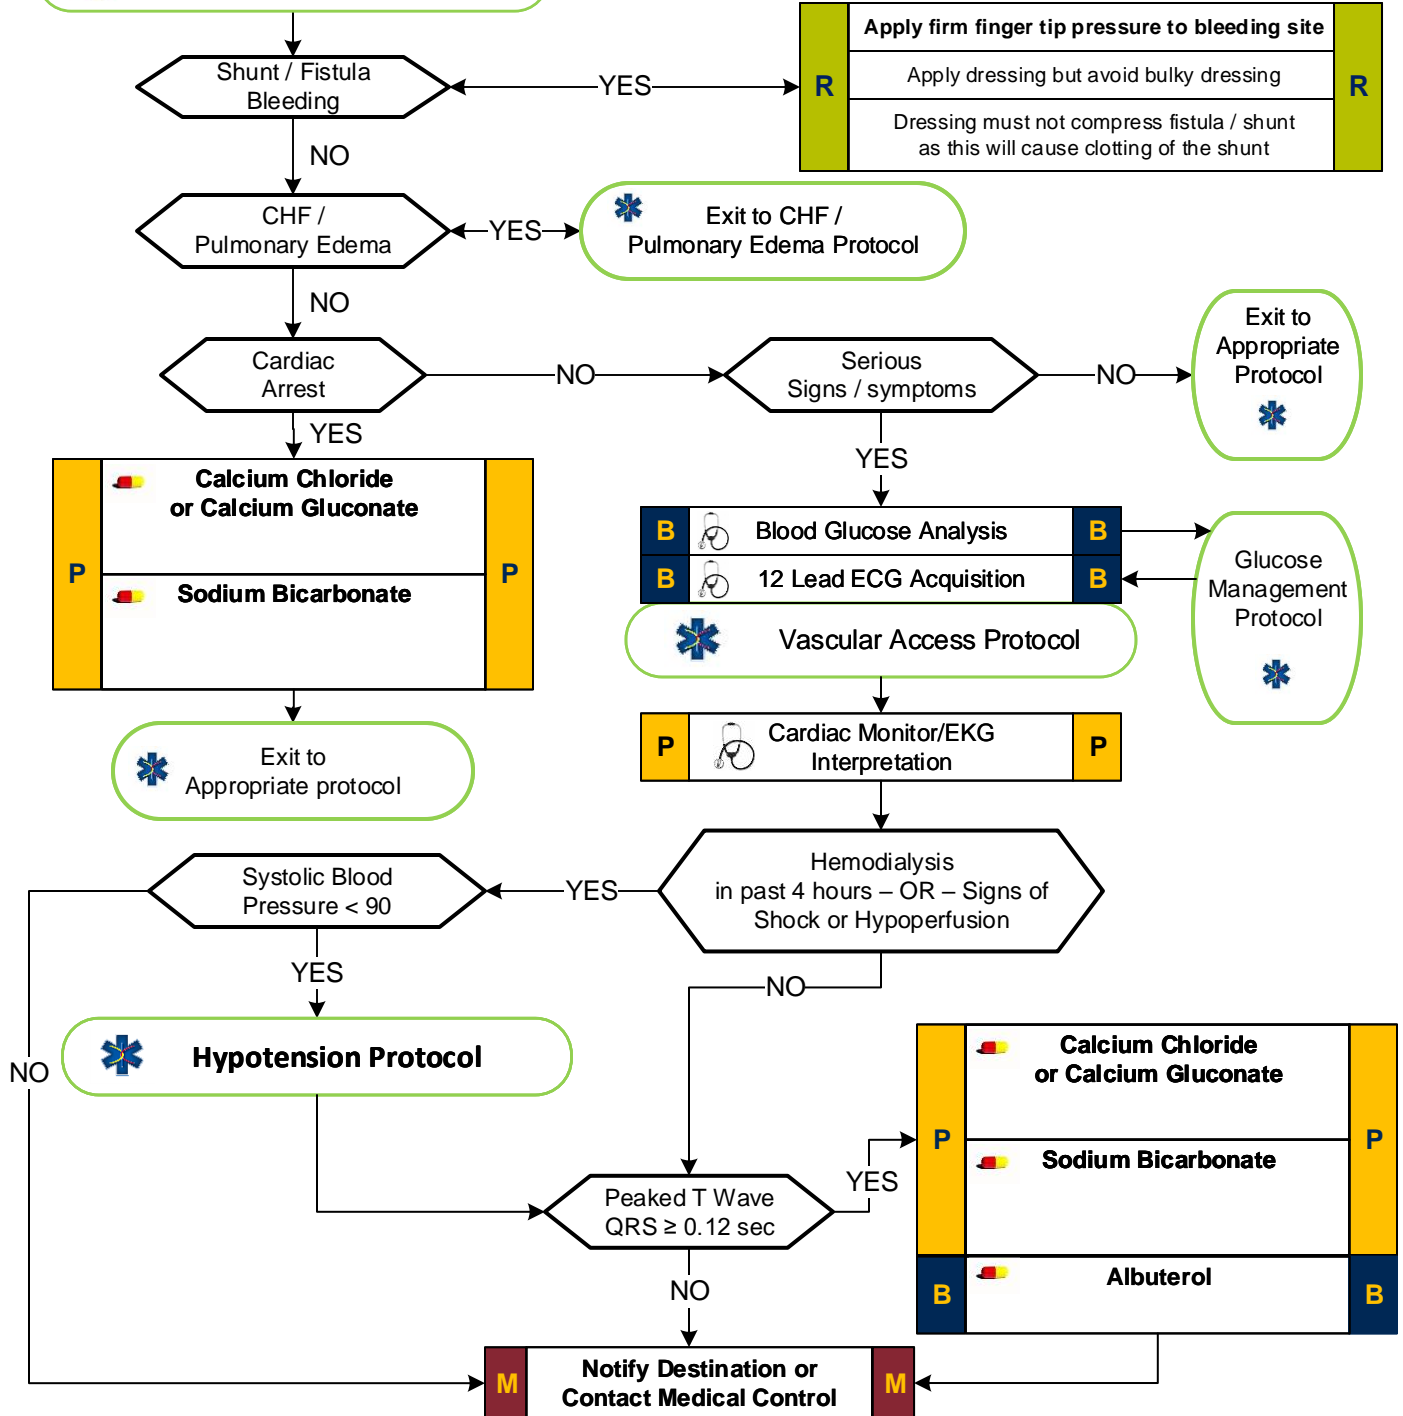 Shunt / Fistula
Bleeding
YES
R
Apply firm finger tip pressure to bleeding site
Apply dressing but avoid bulky dressing
Dressing must not compress fistula / shunt
as this will cause clotting of the shunt
R
NO
CHF /
Pulmonary Edema
YES
Exit to CHF /
Pulmonary Edema Protocol
NO
Cardiac
Arrest
NO
Serious
Signs / symptoms
NO
Exit to
Appropriate
Protocol
YES
YES
P
Calcium Chloride
or Calcium Gluconate
Sodium Bicarbonate
P
Exit to
Appropriate protocol
B
Blood Glucose Analysis
B
B
12 Lead ECG Acquisition
B
Glucose
Management
Protocol
Vascular Access Protocol
P
Cardiac Monitor/EKG
Interpretation
P
Hemodialysis
in past 4 hours – OR – Signs of
Shock or Hypoperfusion
YES
Systolic Blood
Pressure < 90
YES
NO
NO
Hypotension Protocol
Peaked T Wave
QRS ≥ 0.12 sec
YES
P
Calcium Chloride
or Calcium Gluconate
Sodium Bicarbonate
P
B
Albuterol
B
NO
M
Notify Destination or
Contact Medical Control
M